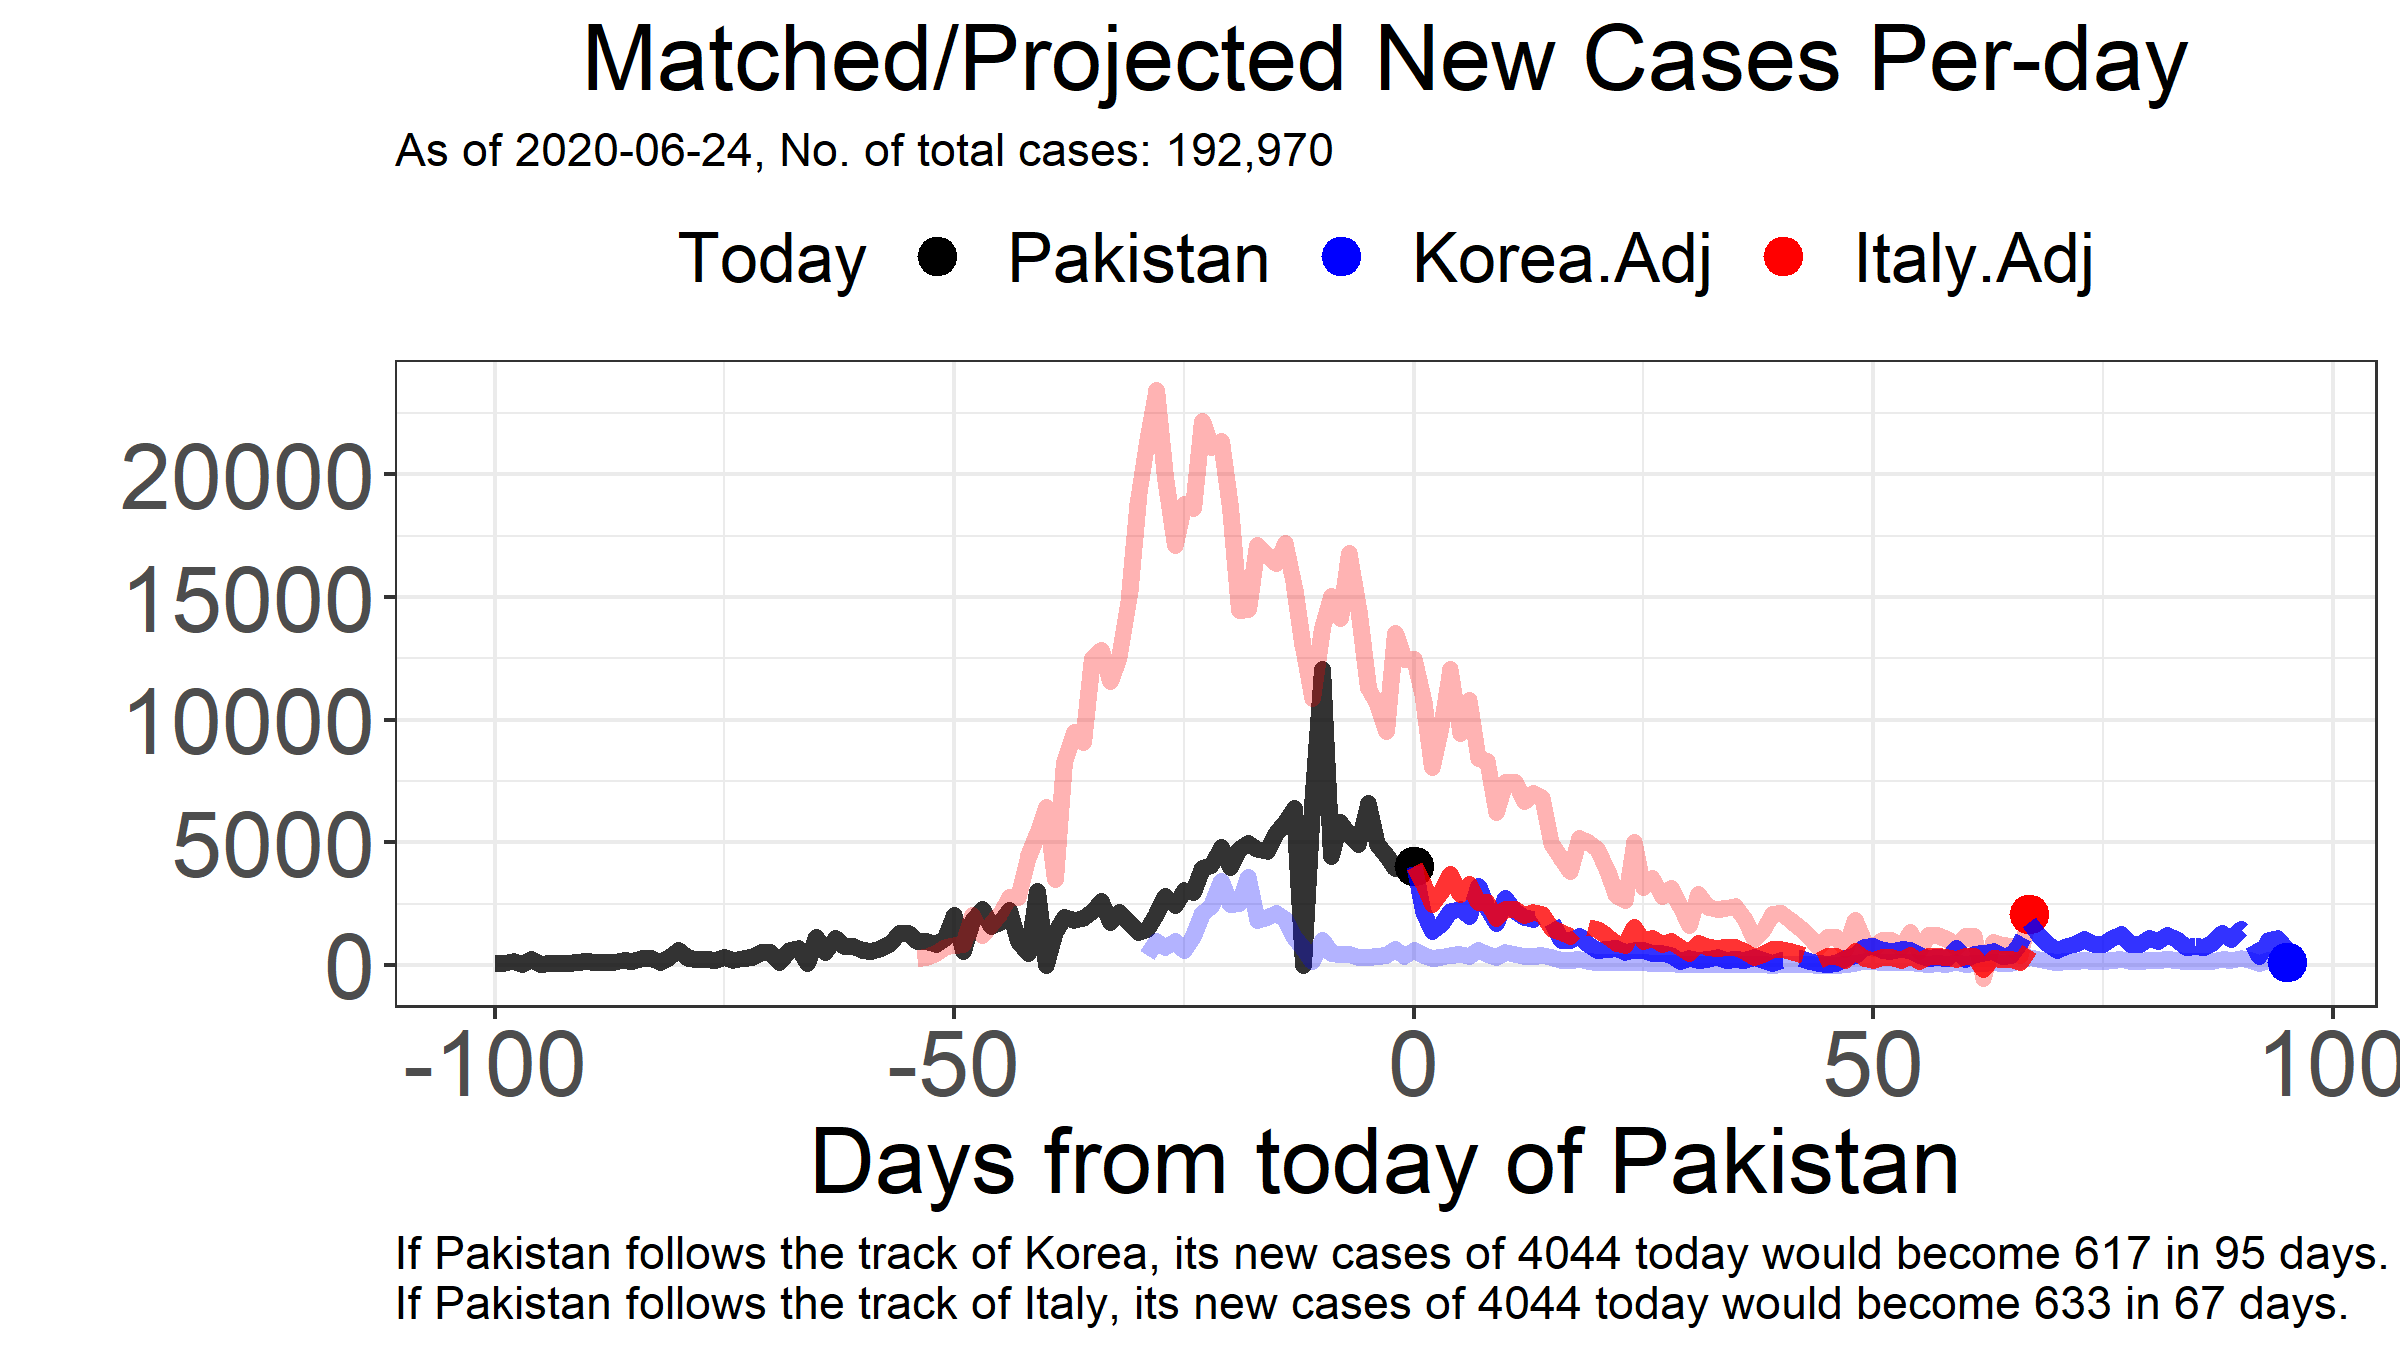 Matched/Projected New Cases Per-day
As of 2020-06-24, No. of total cases: 192,970
Today Pakistan Korea.Adj Italy.Adj
20000
15000
10000
5000
0
-100 -50 0 50 100
Days from today of Pakistan
If Pakistan follows the track of Korea, its new cases of 4044 today would become 617 in 95 days.
If Pakistan follows the track of Italy, its new cases of 4044 today would become 633 in 67 days.